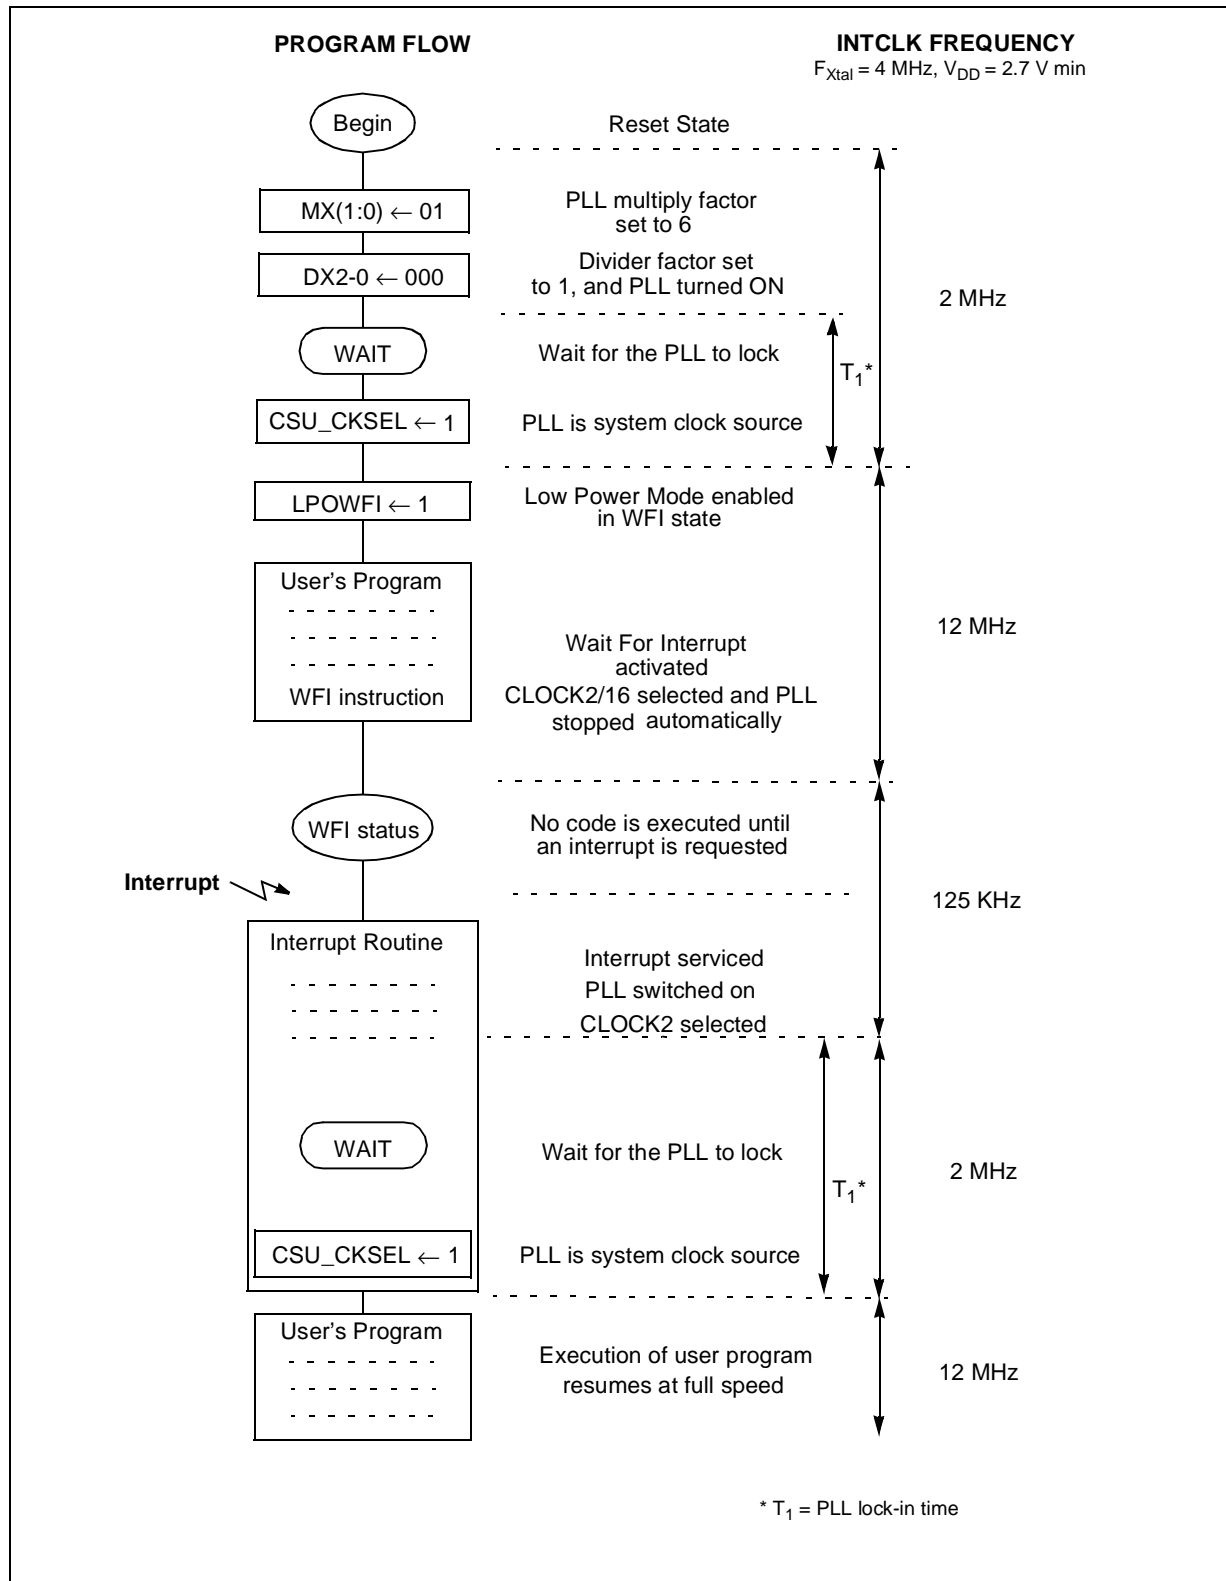 PROGRAM FLOW
INTCLK FREQUENCY
F_Xtal = 4 MHz, V_DD = 2.7 V min
Begin
Reset State
MX(1:0) ← 01
PLL multiply factor
set to 6
DX2-0 ← 000
Divider factor set
to 1, and PLL turned ON
2 MHz
WAIT
Wait for the PLL to lock
T1*
CSU_CKSEL ← 1
PLL is system clock source
LPOWFI ← 1
Low Power Mode enabled
in WFI state
User's Program
WFI instruction
Wait For Interrupt
activated
CLOCK2/16 selected and PLL
stopped automatically
12 MHz
WFI status
No code is executed until
an interrupt is requested
Interrupt
125 KHz
Interrupt Routine
Interrupt serviced
PLL switched on
CLOCK2 selected
WAIT
Wait for the PLL to lock
T1*
2 MHz
CSU_CKSEL ← 1
PLL is system clock source
User's Program
Execution of user program
resumes at full speed
12 MHz
* T1 = PLL lock-in time